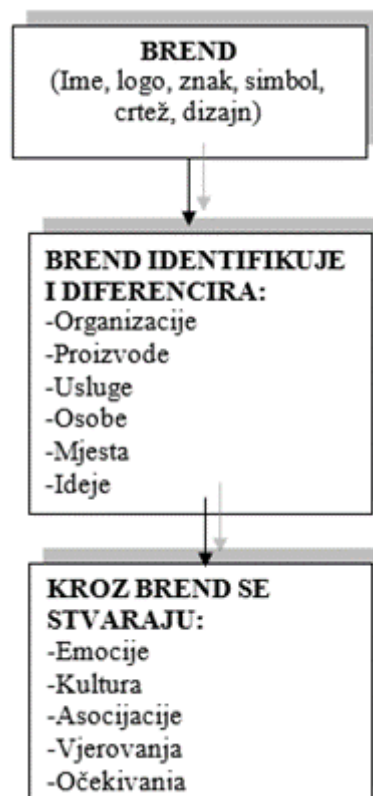 BREND
(Ime, logo, znak, simbol,
crtež, dizajn)
BREND IDENTIFIKUJE
I DIFERENCIRA:
-Organizacije
-Proizvode
-Usluge
-Osobe
-Mjesta
-Ideje
KROZ BREND SE
STVARAJU:
-Emocije
-Kultura
-Asocijacije
-Vjerovanja
-Očekivania